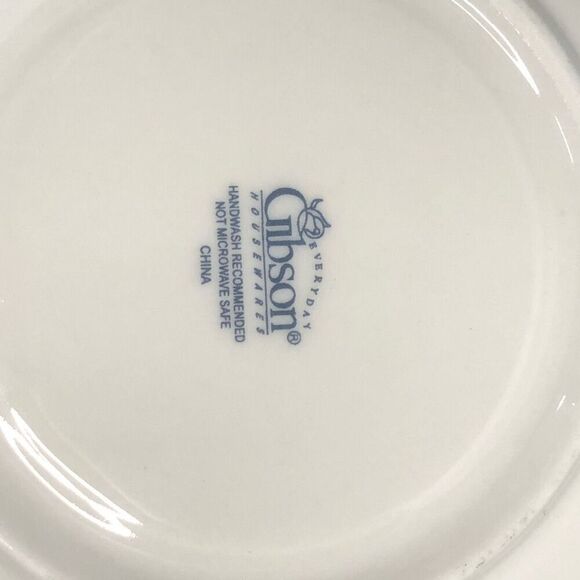 EVERYDAY
Gibson®
HOUSEWARES
HANDWASH RECOMMENDED
NOT MICROWAVE SAFE
CHINA